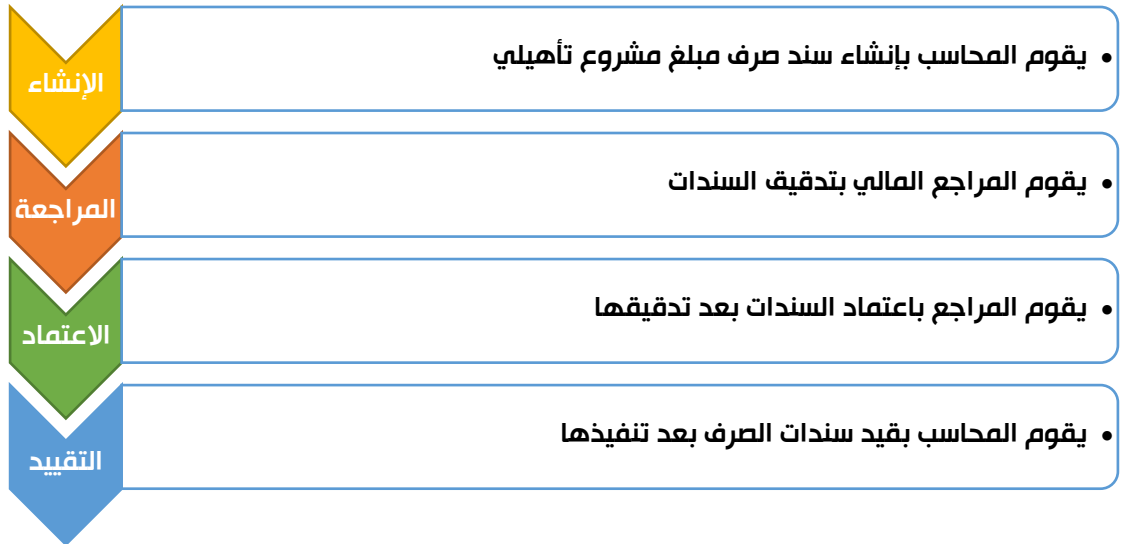 الإنشاء
• يقوم المحاسب بإنشاء سند صرف مبلغ مشروع تأهيلي
المراجعة
• يقوم المراجع المالي بتدقيق السندات
الاعتماد
• يقوم المراجع باعتماد السندات بعد تدقيقها
التقييد
• يقوم المحاسب بقيد سندات الصرف بعد تنفيذها